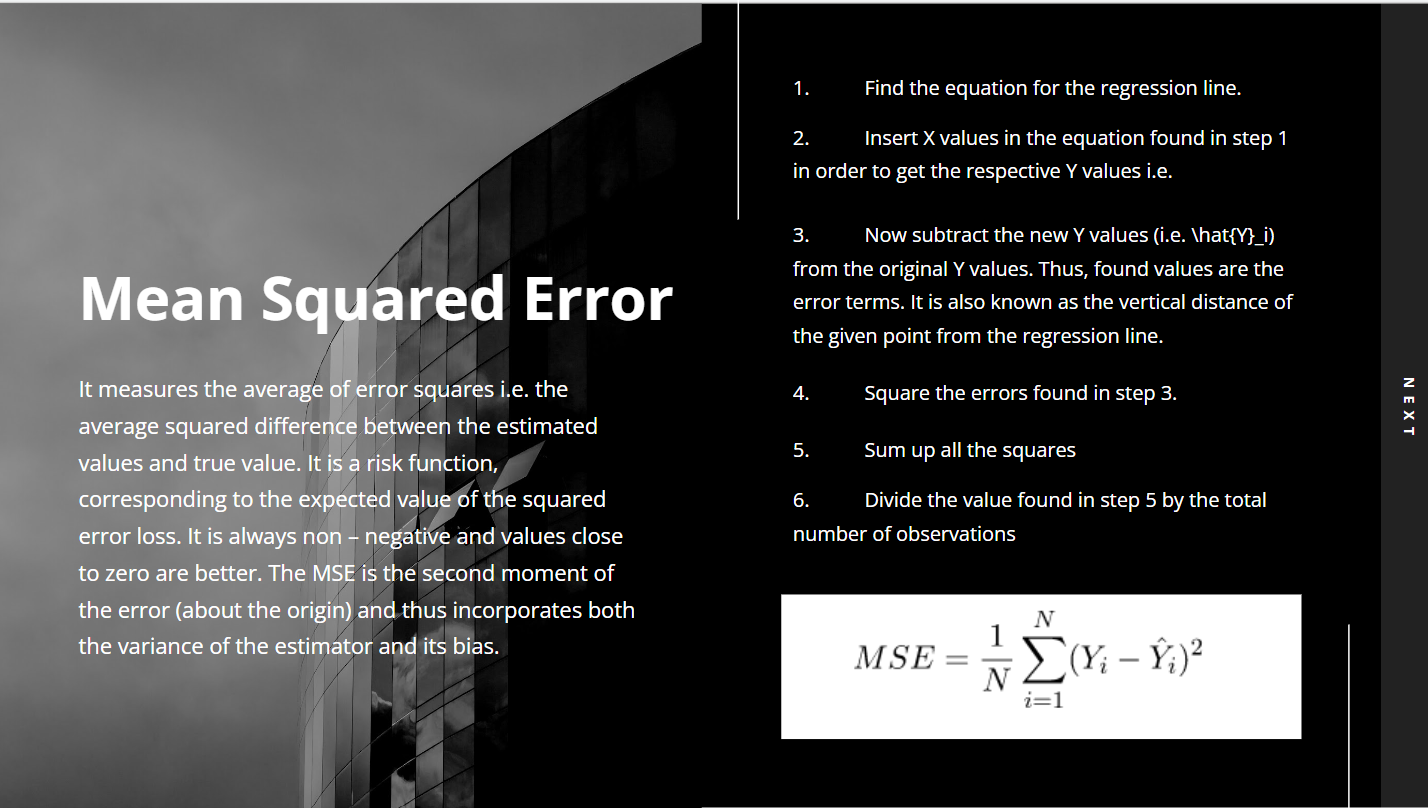 Mean Squared Error
It measures the average of error squares i.e. the
average squared difference between the estimated
values and true value. It is a risk function,
corresponding to the expected value of the squared
error loss. It is always non – negative and values close
to zero are better. The MSE is the second moment of
the error (about the origin) and thus incorporates both
the variance of the estimator and its bias.
1. Find the equation for the regression line.
2. Insert X values in the equation found in step 1
in order to get the respective Y values i.e.
3. Now subtract the new Y values (i.e. \hat{Y}_i)
from the original Y values. Thus, found values are the
error terms. It is also known as the vertical distance of
the given point from the regression line.
4. Square the errors found in step 3.
5. Sum up all the squares
6. Divide the value found in step 5 by the total
number of observations
MSE = \frac{1}{N} \sum_{i=1}^{N} (Y_i - \hat{Y}_i)^2
NEXT